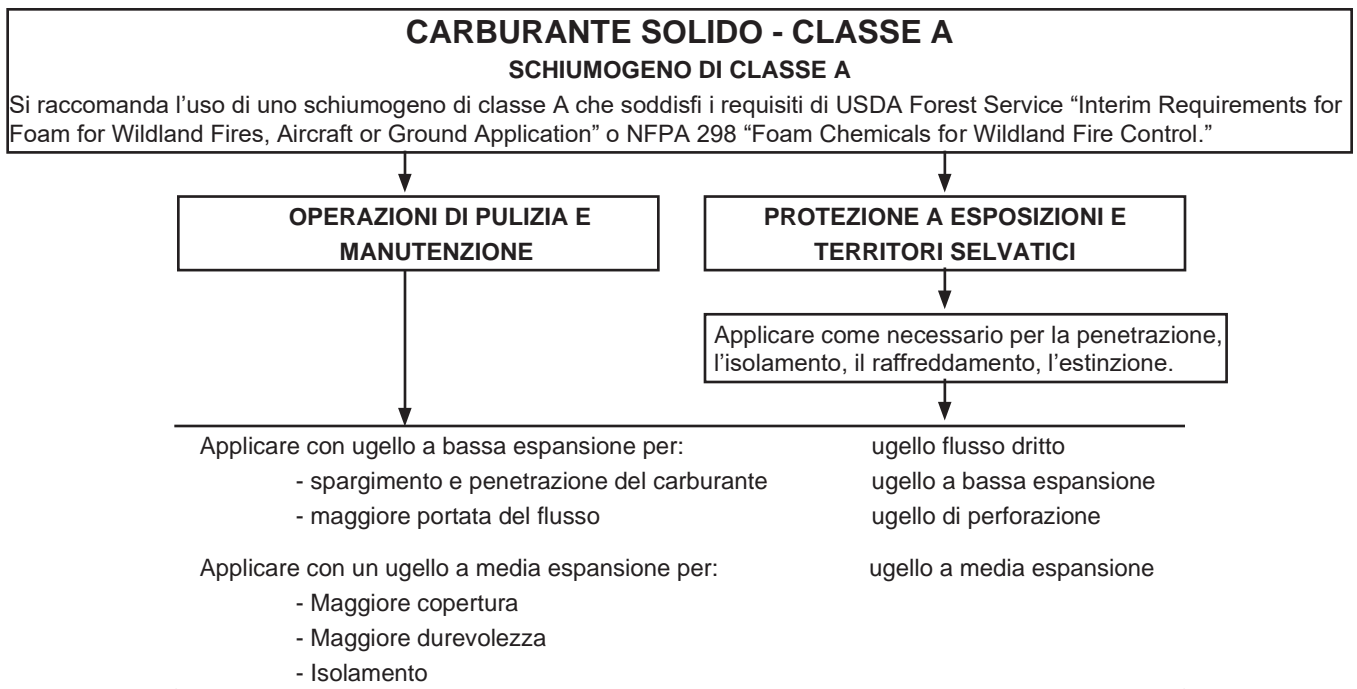 CARBURANTE SOLIDO - CLASSE A
SCHIUMOGENO DI CLASSE A
Si raccomanda l'uso di uno schiumogeno di classe A che soddisfi i requisiti di USDA Forest Service “Interim Requirements for
Foam for Wildland Fires, Aircraft or Ground Application” o NFPA 298 “Foam Chemicals for Wildland Fire Control.”
OPERAZIONI DI PULIZIA E
MANUTENZIONE
PROTEZIONE A ESPOSIZIONI E
TERRITORI SELVATICI
Applicare come necessario per la penetrazione,
l'isolamento, il raffreddamento, l'estinzione.
Applicare con ugello a bassa espansione per:
- spargimento e penetrazione del carburante
- maggiore portata del flusso
ugello flusso dritto
ugello a bassa espansione
ugello di perforazione
Applicare con un ugello a media espansione per:
- Maggiore copertura
- Maggiore durevolezza
- Isolamento
ugello a media espansione